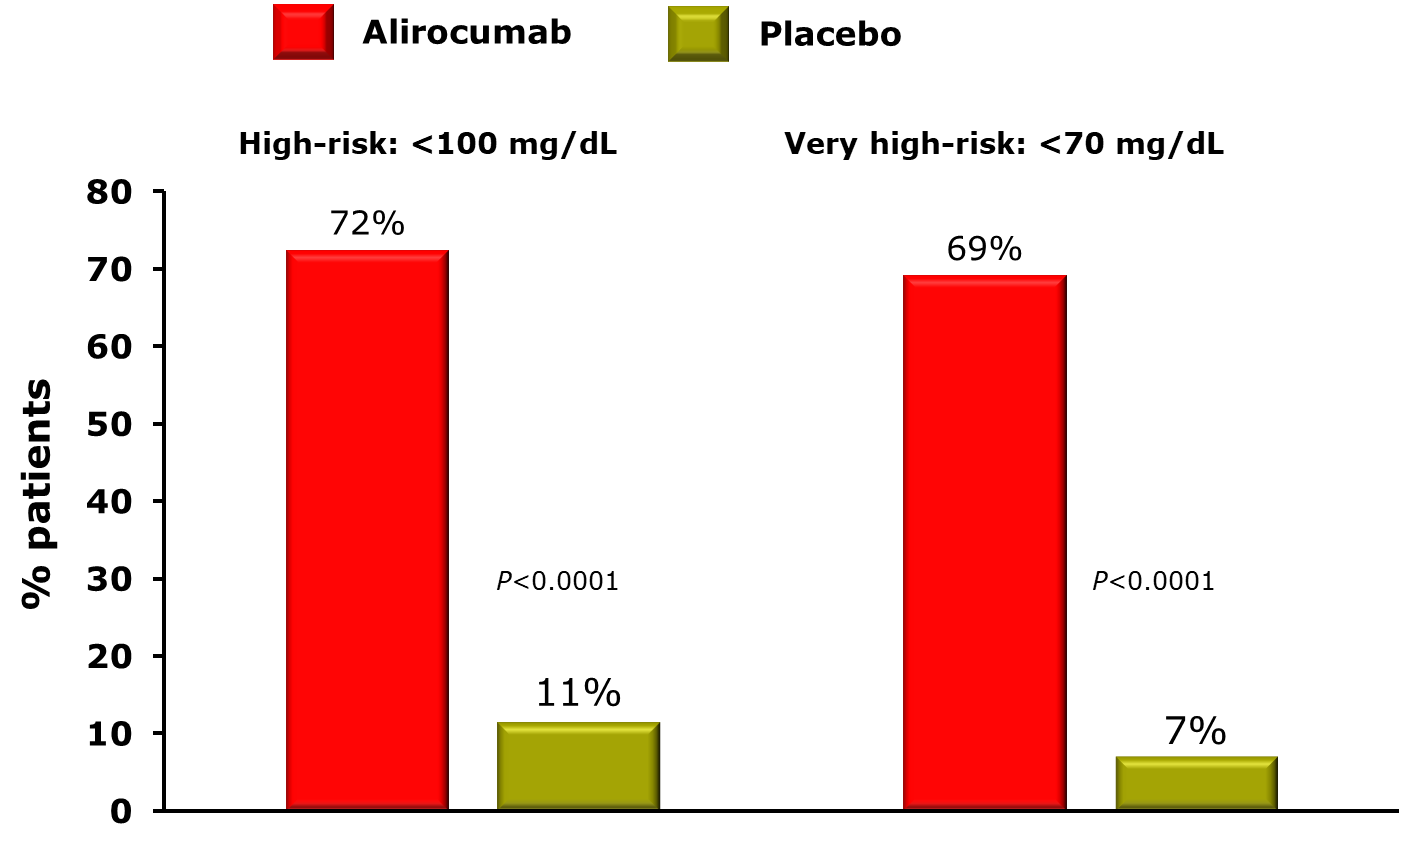 Alirocumab
Placebo
High-risk: <100 mg/dL
Very high-risk: <70 mg/dL
% patients
80
70
60
50
40
30
20
10
0
72%
11%
P<0.0001
69%
7%
P<0.0001